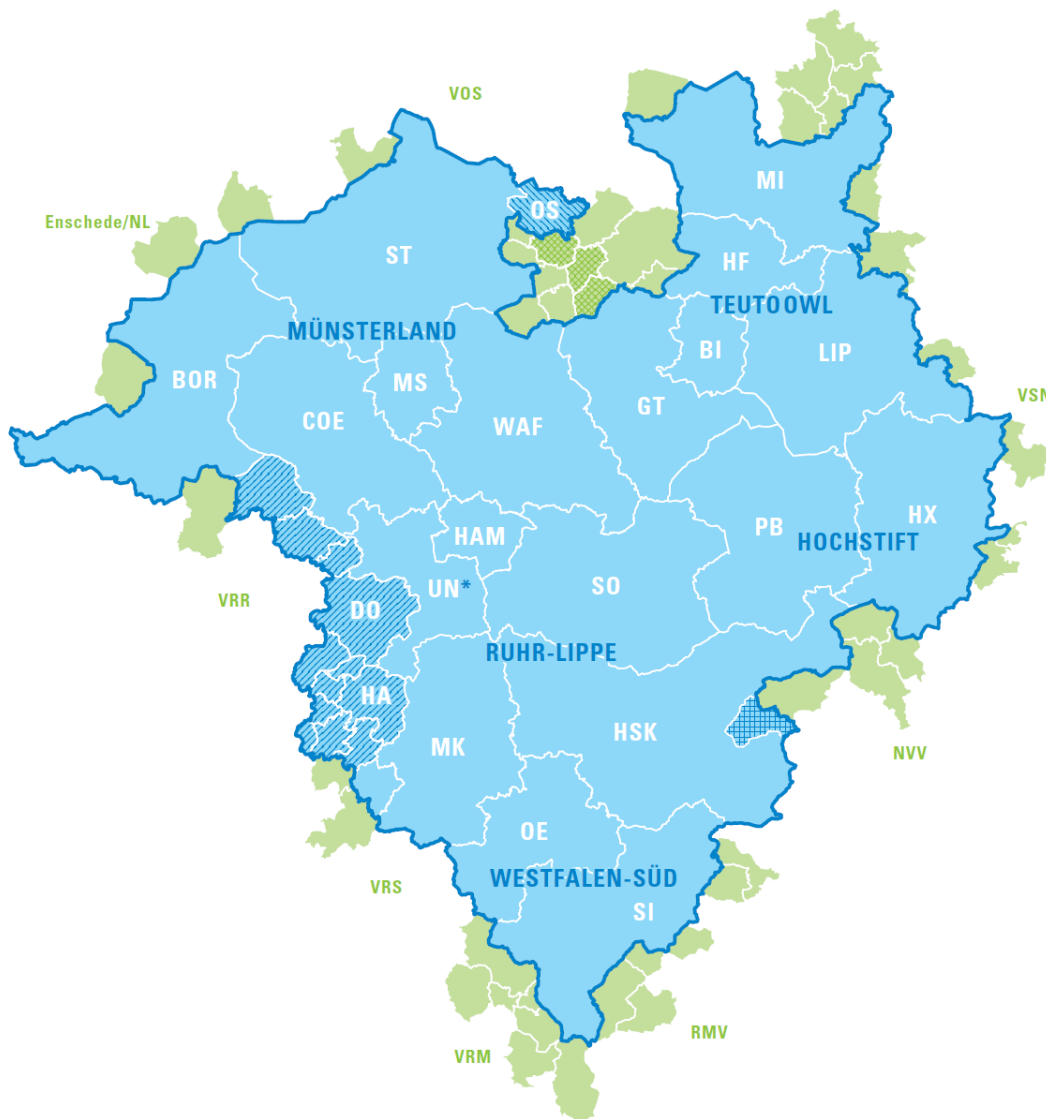 VOS
MI
OS
Enschede/NL
ST
HF
TEUTOOWL
MÜNSTERLAND
BI
LIP
BOR
MS
GT
COE
WAF
VSN
HX
PB
HAM
HOCHSTIFT
UN*
SO
VRR
DO
RUHR-LIPPE
HA
HSK
MK
NVV
OE
WESTFALEN-SÜD
VRS
SI
RMV
VRM